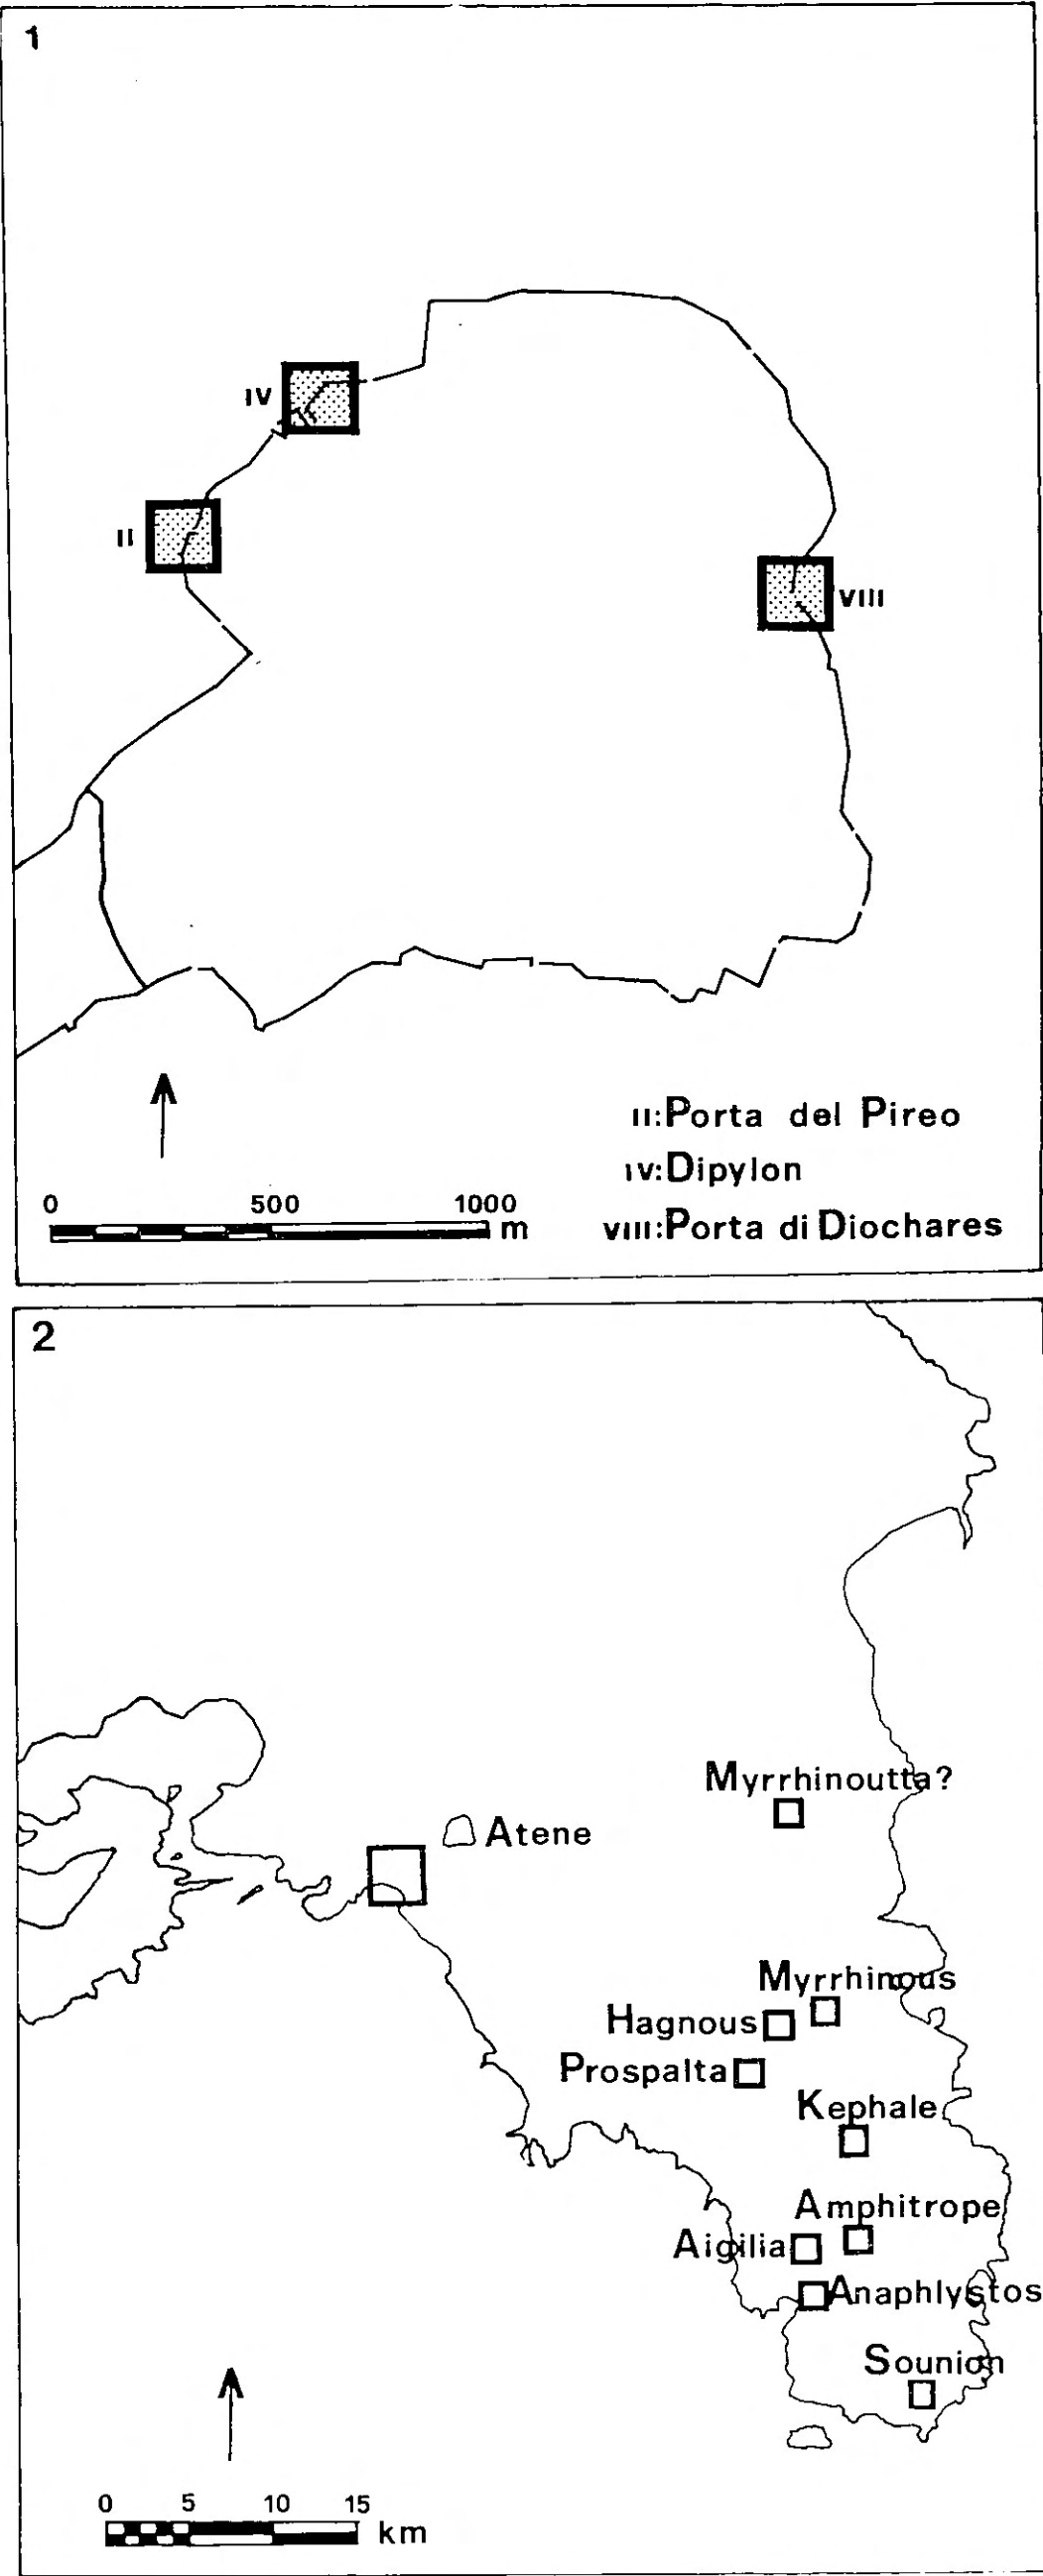 1
IV
II
VIII
II:Porta del Pireo
IV:Dipylon
VIII:Porta di Diochares
0 500 1000 m
2
Myrrhinoutta?
Atene
Myrrhinous
Hagnous
Prospalta
Kephale
Amphitrope
Aigilia
Anaphlystos
Sounion
0 5 10 15 km